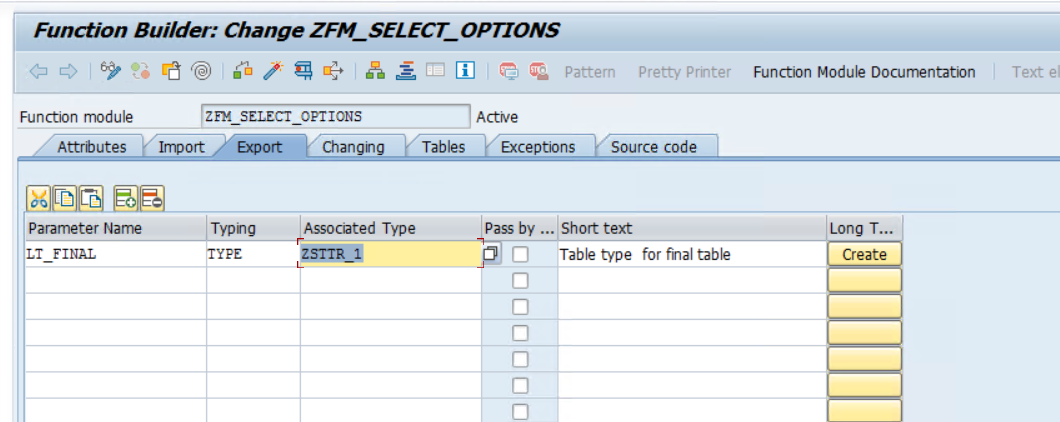 Function Builder: Change ZFM_SELECT_OPTIONS
Pattern Pretty Printer Function Module Documentation Text el
Function module ZFM_SELECT_OPTIONS Active
Attributes Import Export Changing Tables Exceptions Source code
Parameter Name Typing Associated Type Pass by ... Short text Long T...
LT_FINAL TYPE ZSTTR_1 Table type for final table Create